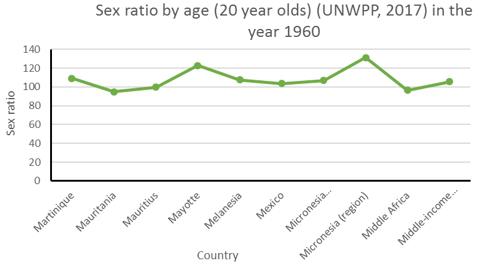 Sex ratio by age (20 year olds) (UNWPP, 2017) in the
year 1960
140
120
100
80
60
40
20
0
Sex ratio
Martinique
Mauritania
Mauritius
Mayotte
Melanesia
Mexico
Micronesia...
Micronesia (region)
Middle Africa
Middle-income...
Country